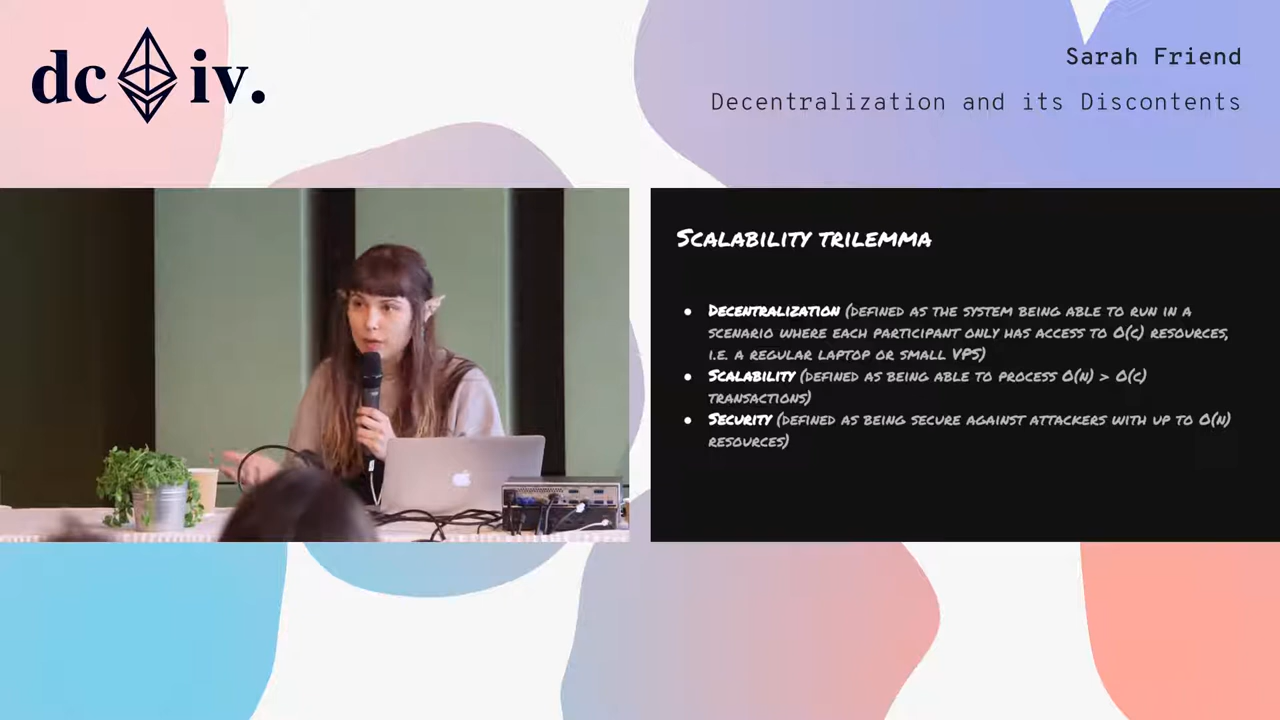 dc iv.
Sarah Friend
Decentralization and its Discontents
SCALABILITY TRILEMMA
• DECENTRALIZATION (DEFINED AS THE SYSTEM BEING ABLE TO RUN IN A
SCENARIO WHERE EACH PARTICIPANT ONLY HAS ACCESS TO O(C) RESOURCES,
I.E. A REGULAR LAPTOP OR SMALL VPS)
• SCALABILITY (DEFINED AS BEING ABLE TO PROCESS O(N) > O(C)
TRANSACTIONS)
• SECURITY (DEFINED AS BEING SECURE AGAINST ATTACKERS WITH UP TO O(N)
RESOURCES)